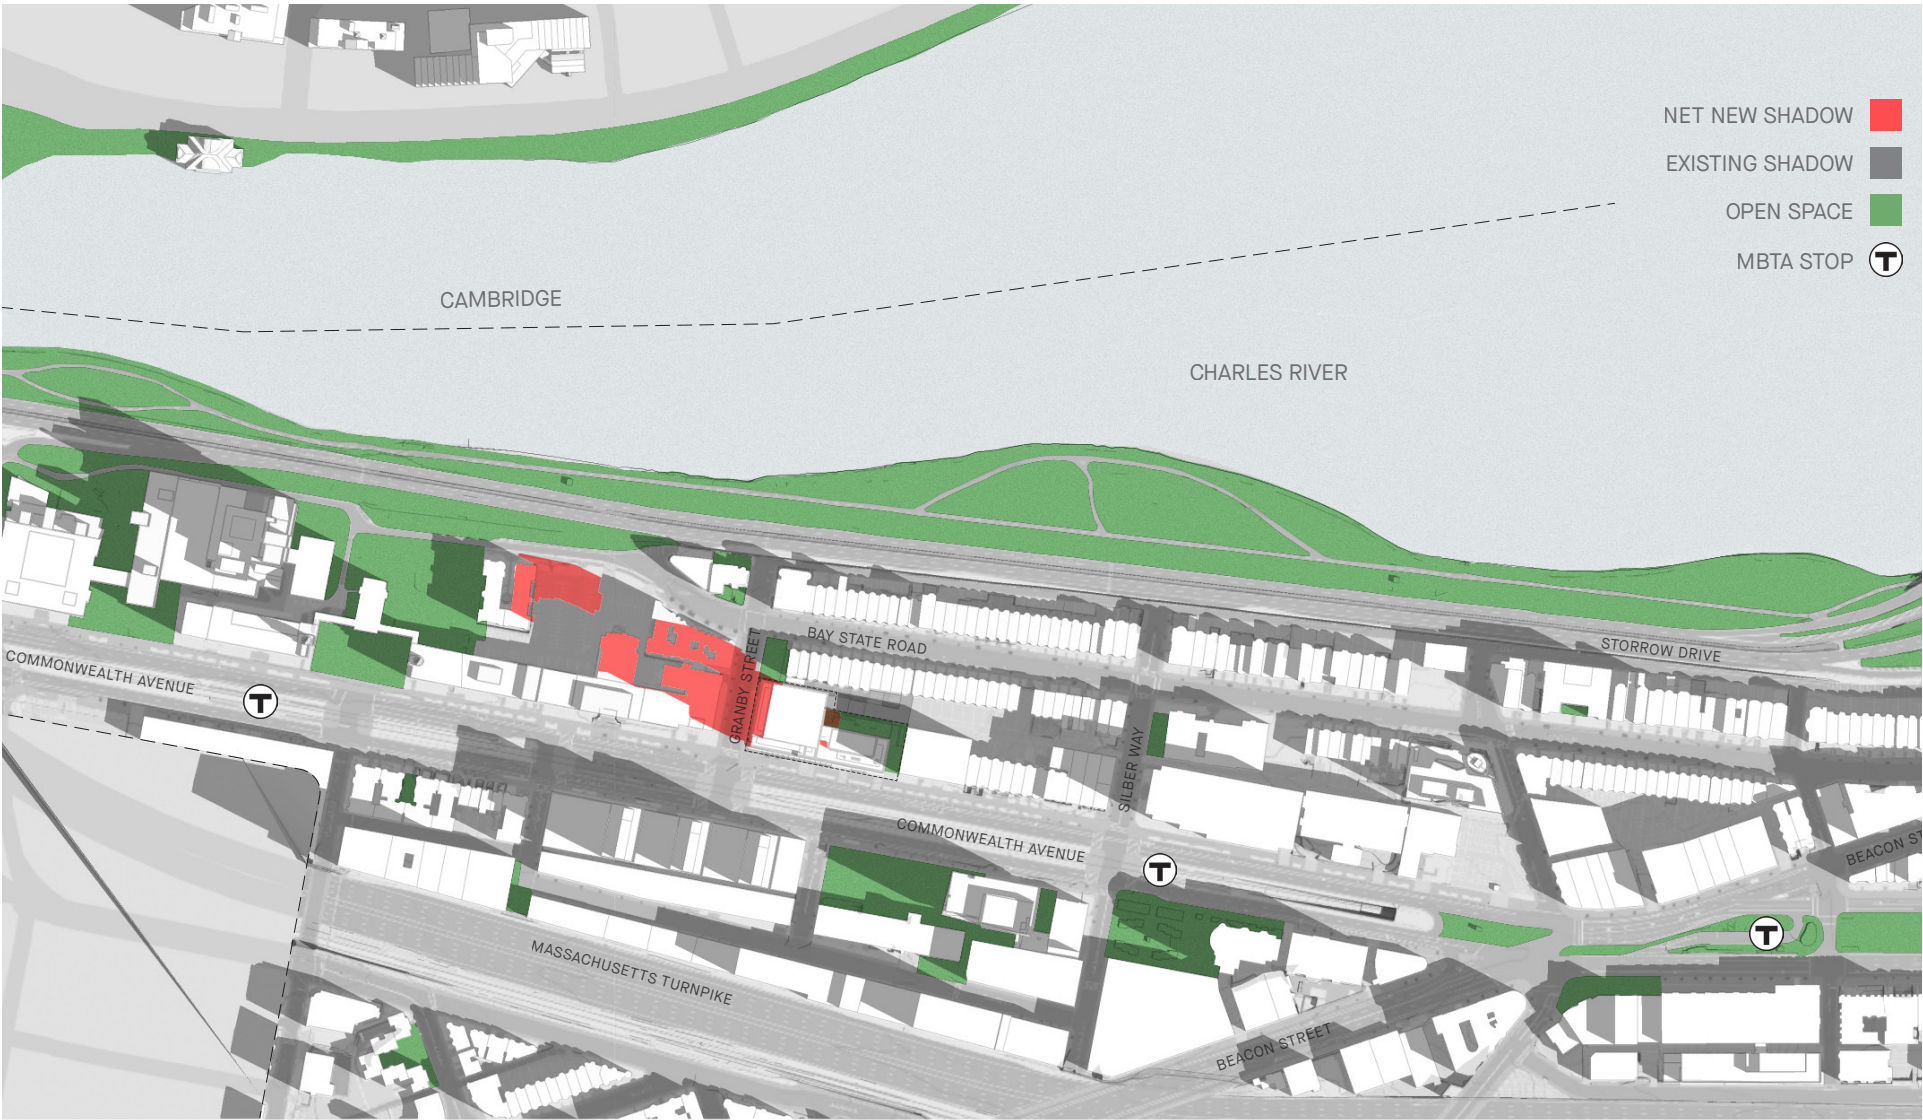 NET NEW SHADOW
EXISTING SHADOW
OPEN SPACE
MBTA STOP T
CAMBRIDGE
CHARLES RIVER
BAY STATE ROAD
STORROW DRIVE
COMMONWEALTH AVENUE
GRANBY STREET
T
SILBER WAY
COMMONWEALTH AVENUE
BEACON ST
T
T
MASSACHUSETTS TURNPIKE
BEACON STREET